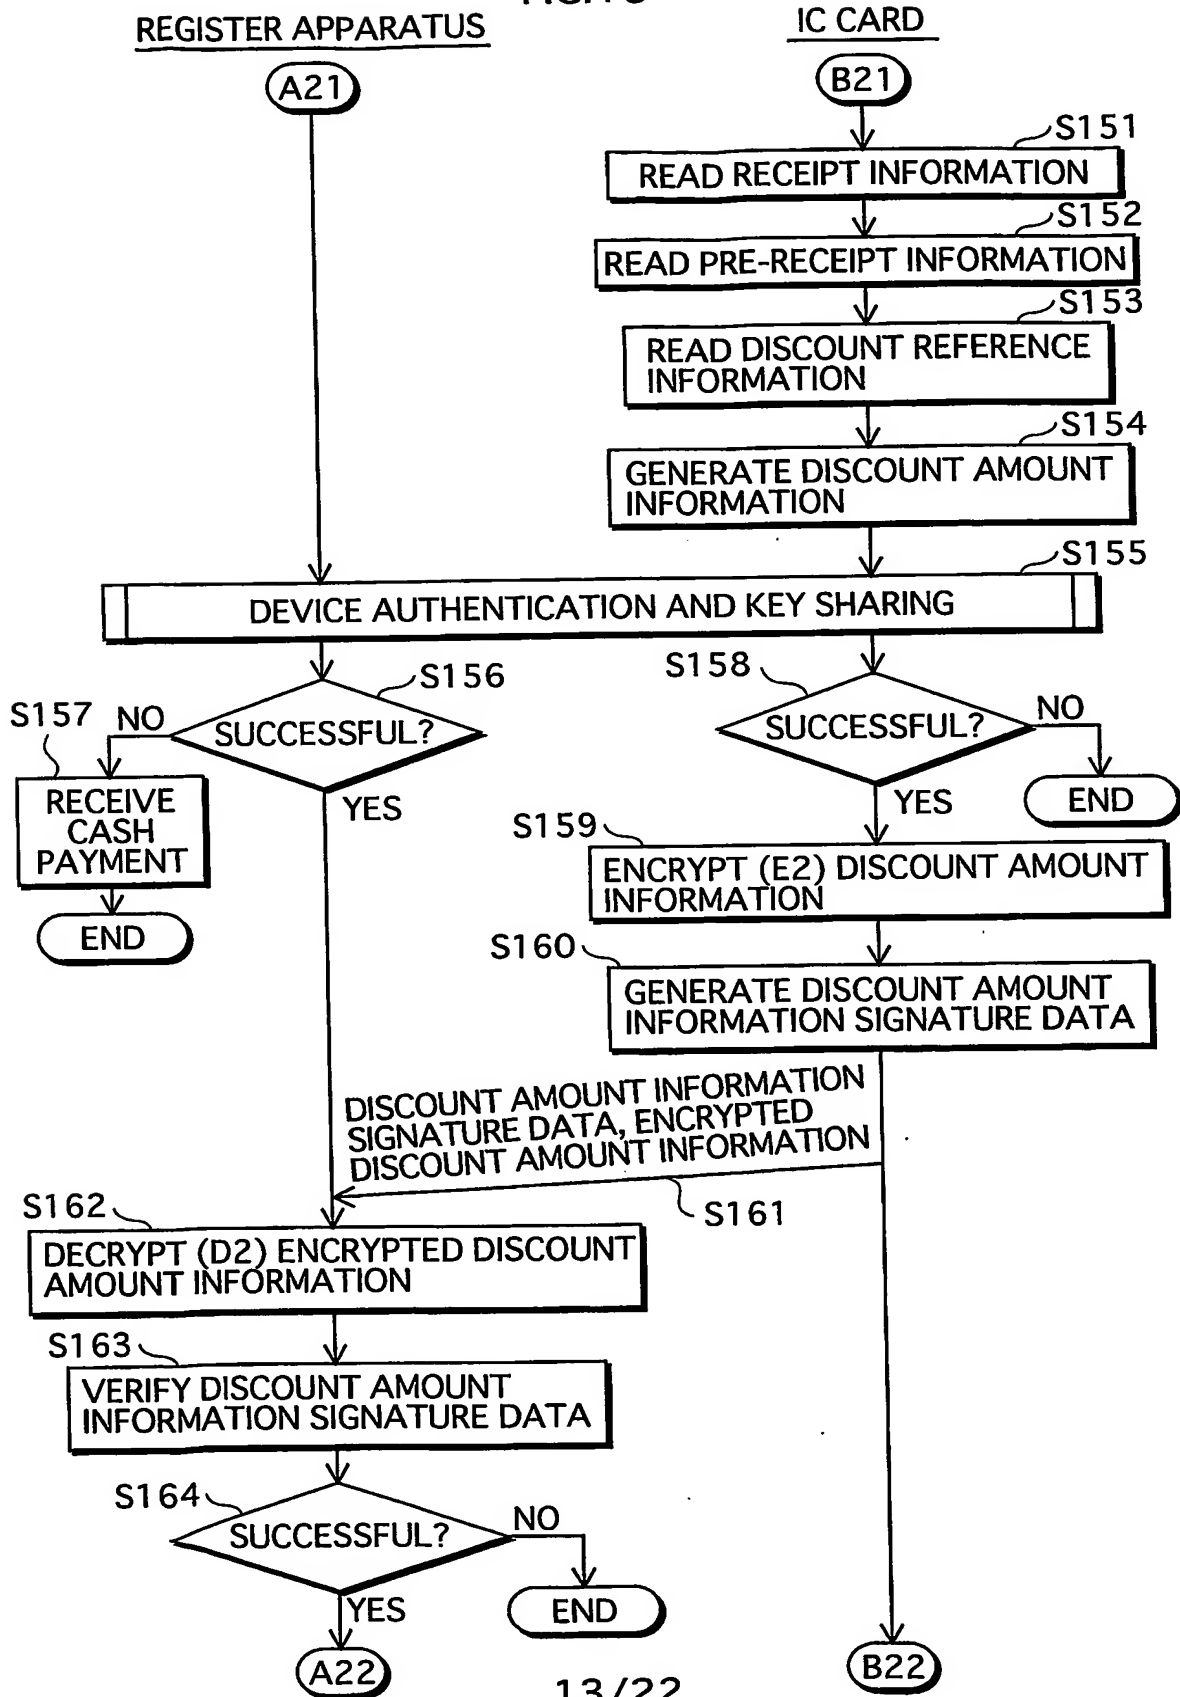 REGISTER APPARATUS
IC CARD
A21
B21
S151
READ RECEIPT INFORMATION
S152
READ PRE-RECEIPT INFORMATION
S153
READ DISCOUNT REFERENCE
INFORMATION
S154
GENERATE DISCOUNT AMOUNT
INFORMATION
S155
DEVICE AUTHENTICATION AND KEY SHARING
S156
SUCCESSFUL?
NO
YES
S157
RECEIVE
CASH
PAYMENT
END
S158
SUCCESSFUL?
NO
YES
END
S159
ENCRYPT (E2) DISCOUNT AMOUNT
INFORMATION
S160
GENERATE DISCOUNT AMOUNT
INFORMATION SIGNATURE DATA
DISCOUNT AMOUNT INFORMATION
SIGNATURE DATA, ENCRYPTED
DISCOUNT AMOUNT INFORMATION
S161
S162
DECRYPT (D2) ENCRYPTED DISCOUNT
AMOUNT INFORMATION
S163
VERIFY DISCOUNT AMOUNT
INFORMATION SIGNATURE DATA
S164
SUCCESSFUL?
NO
YES
END
A22
B22
13/22